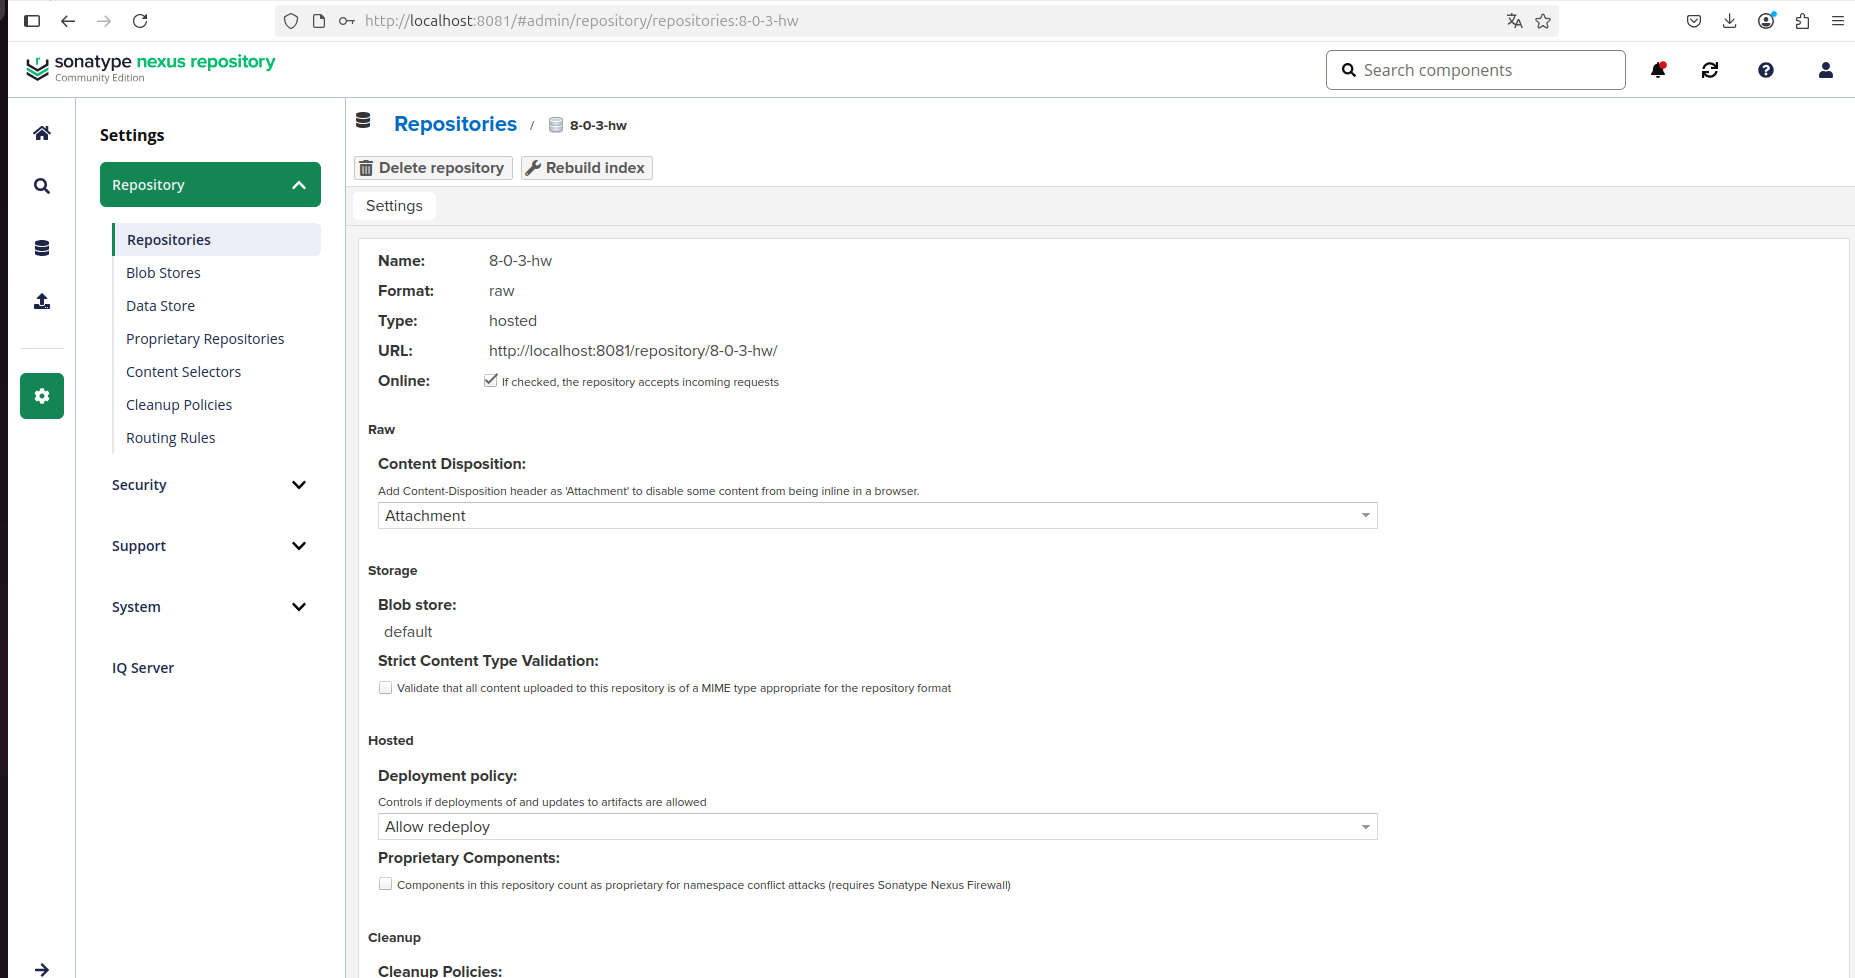 http://localhost:8081/#admin/repository/repositories:8-0-3-hw
sonatype nexus repository
Community Edition
Search components
Settings
Repository
Repositories
Blob Stores
Data Store
Proprietary Repositories
Content Selectors
Cleanup Policies
Routing Rules
Security
Support
System
IQ Server
Repositories / 8-0-3-hw
Delete repository
Rebuild index
Settings
Name: 8-0-3-hw
Format: raw
Type: hosted
URL: http://localhost:8081/repository/8-0-3-hw/
Online: If checked, the repository accepts incoming requests
Raw
Content Disposition:
Add Content-Disposition header as 'Attachment' to disable some content from being inline in a browser.
Attachment
Storage
Blob store:
default
Strict Content Type Validation:
Validate that all content uploaded to this repository is of a MIME type appropriate for the repository format
Hosted
Deployment policy:
Controls if deployments of and updates to artifacts are allowed
Allow redeploy
Proprietary Components:
Components in this repository count as proprietary for namespace conflict attacks (requires Sonatype Nexus Firewall)
Cleanup
Cleanup Policies: